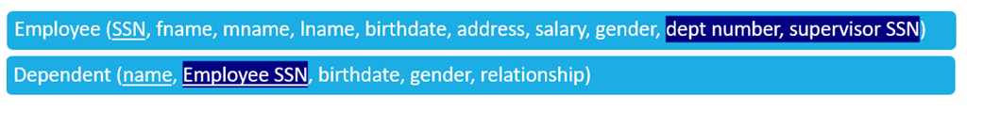 Employee (SSN, fname, mname, lname, birthdate, address, salary, gender, dept number, supervisor SSN)
Dependent (name, Employee SSN, birthdate, gender, relationship)